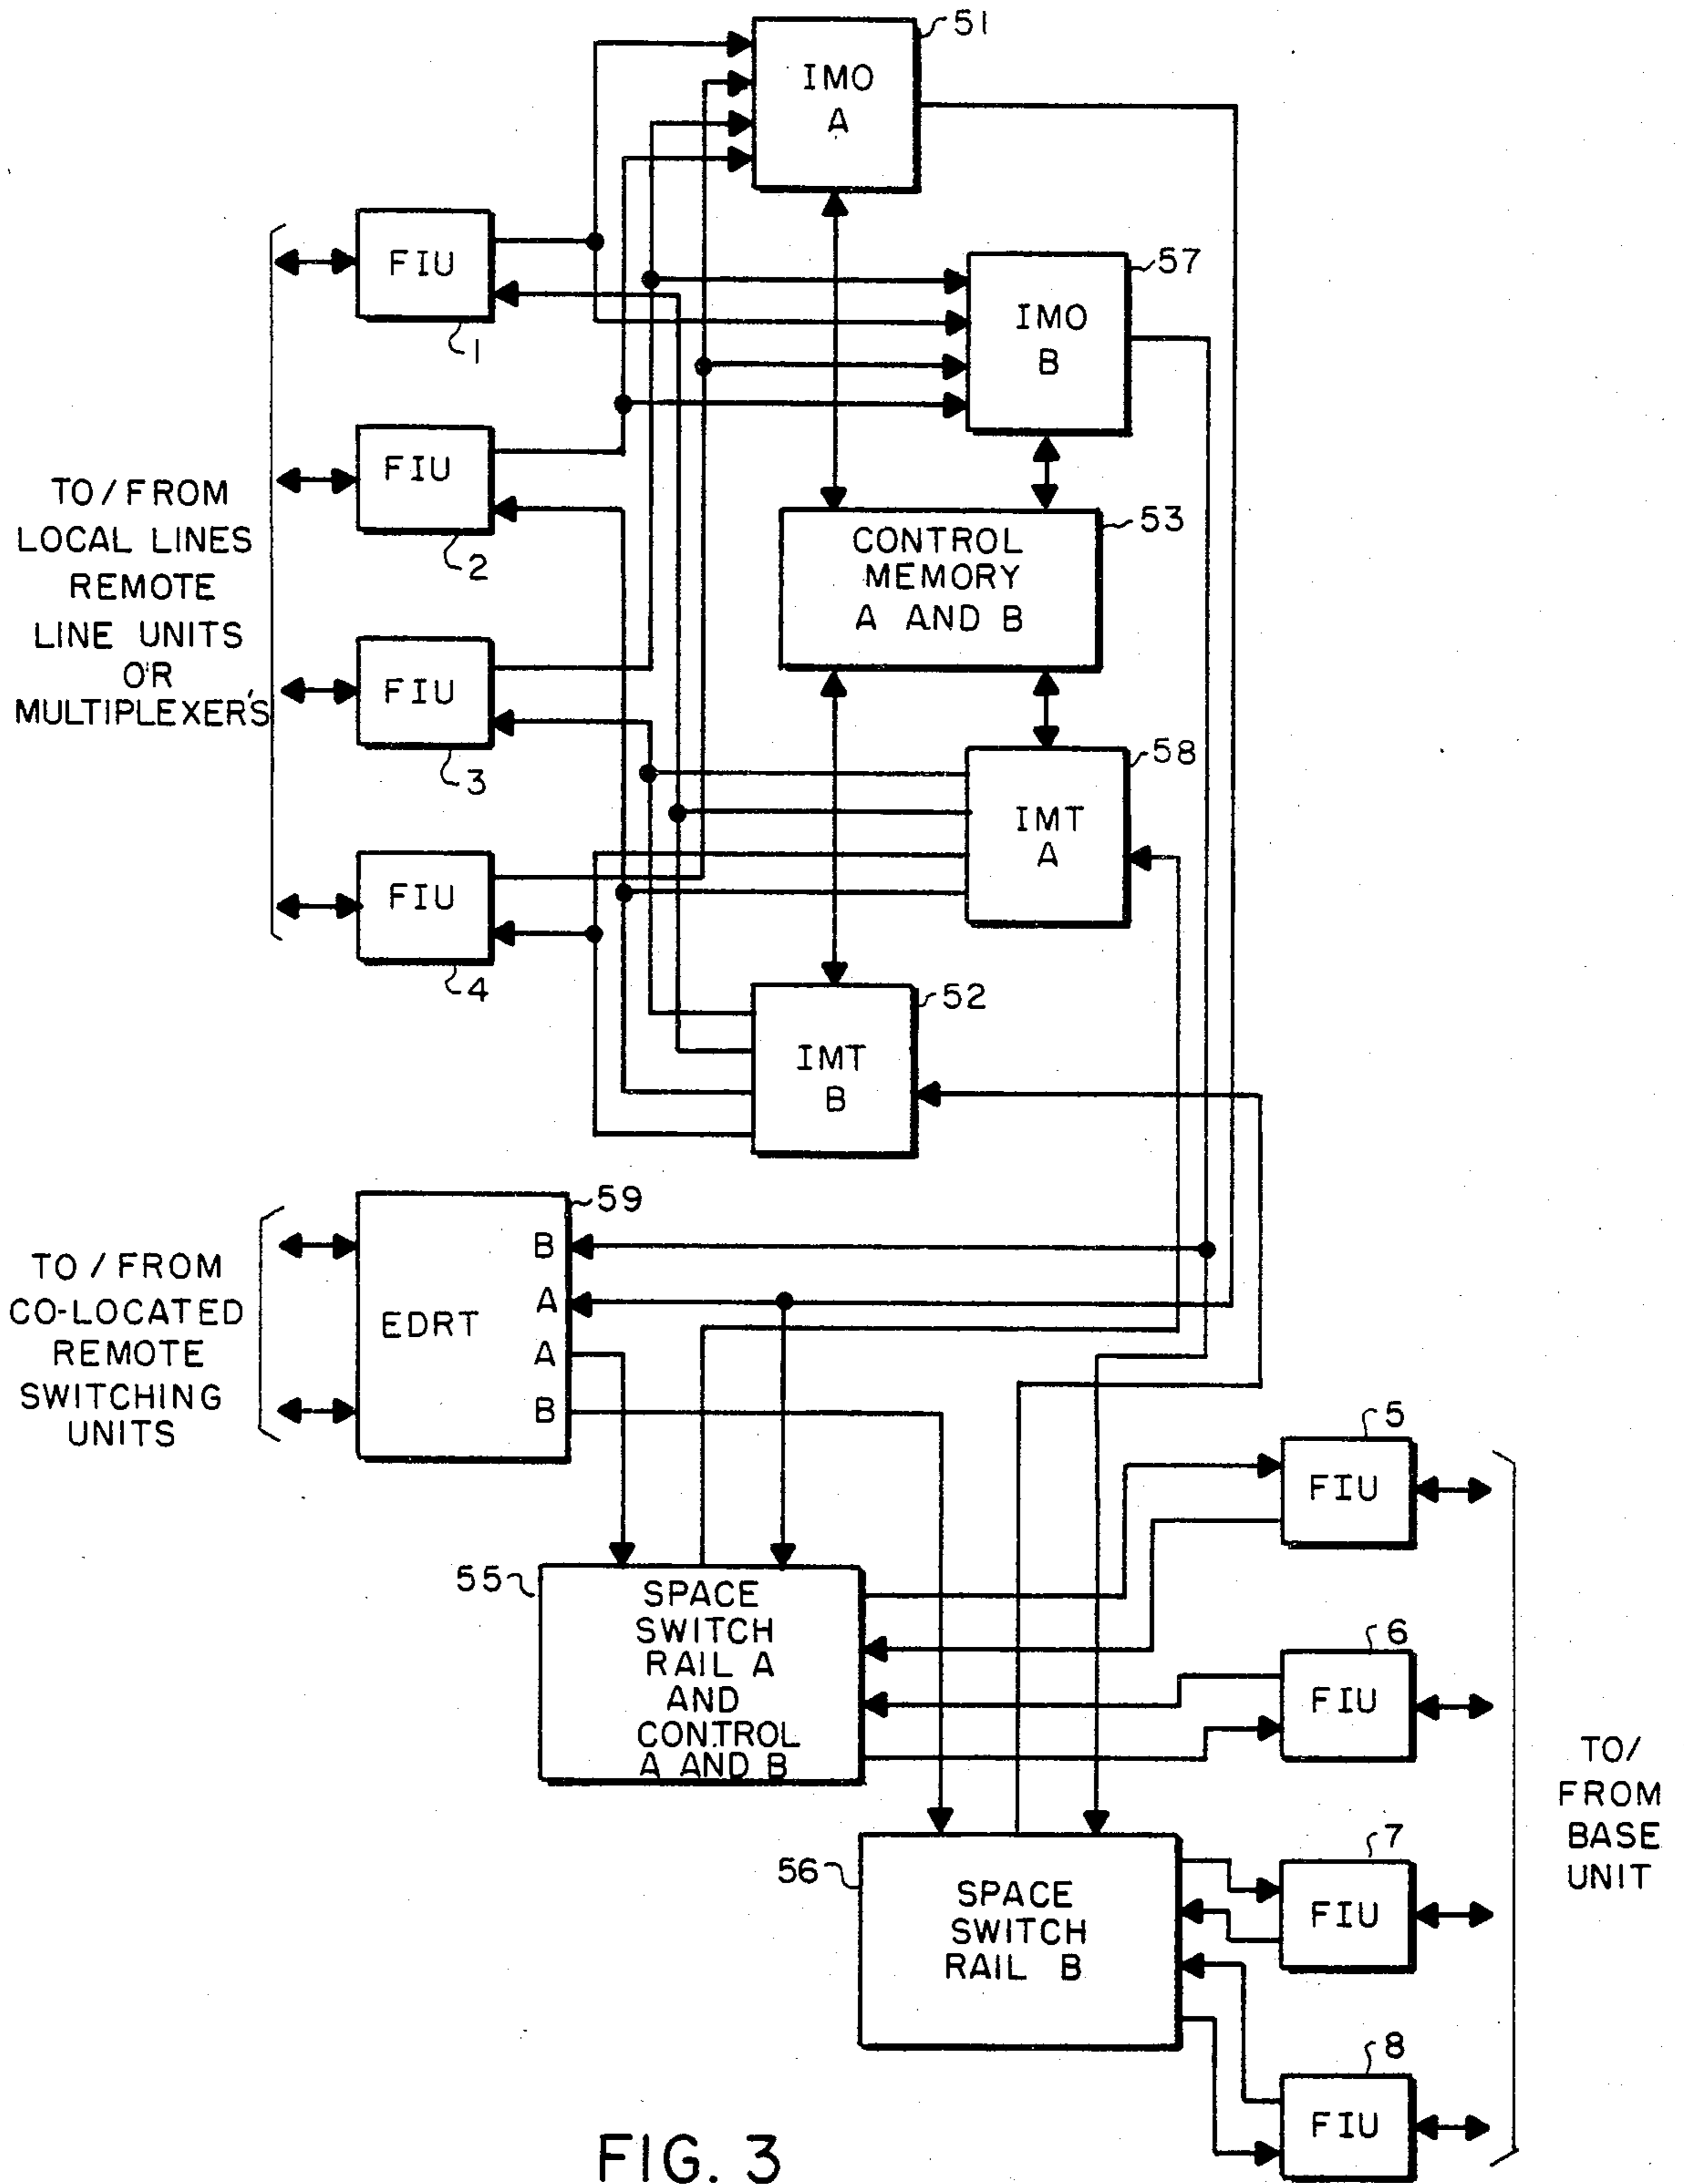 51
IMO
A
57
IMO
B
FIU
1
FIU
2
FIU
3
FIU
4
TO/FROM
LOCAL LINES
REMOTE
LINE UNITS
O'R
MULTIPLEXER'S
53
CONTROL
MEMORY
A AND B
58
IMT
A
52
IMT
B
59
B
A
EDRT
A
B
TO / FROM
CO-LOCATED
REMOTE
SWITCHING
UNITS
55
SPACE
SWITCH
RAIL A
AND
CONTROL
A AND B
56
SPACE
SWITCH
RAIL B
5
FIU
6
FIU
7
FIU
8
FIU
TO/
FROM
BASE
UNIT
FIG. 3